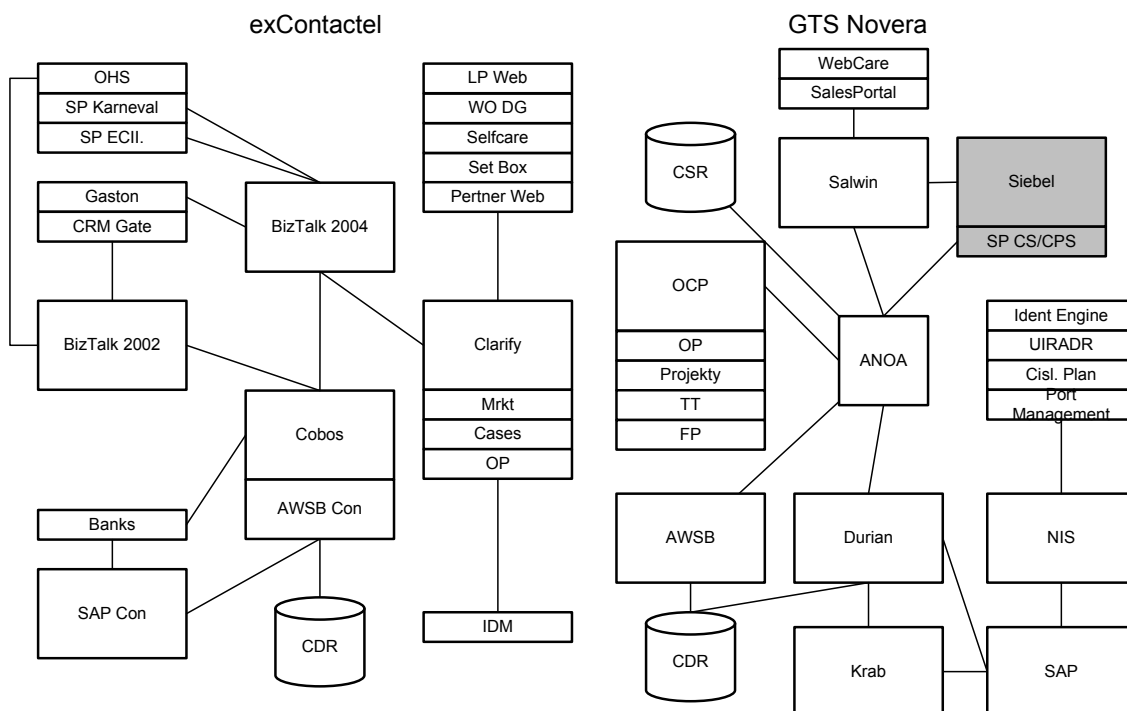 exContactel
OHS
SP Karneval
SP ECII.
Gaston
CRM Gate
BizTalk 2002
BizTalk 2004
LP Web
WO DG
Selfcare
Set Box
Pertner Web
Clarify
Mrkt
Cases
OP
Cobos
AWSB Con
Banks
SAP Con
CDR
IDM
GTS Novera
WebCare
SalesPortal
CSR
Salwin
Siebel
SP CS/CPS
OCP
OP
Projekty
TT
FP
ANOA
Ident Engine
UIRADR
Cisl. Plan
Port
Management
AWSB
Durian
NIS
CDR
Krab
SAP